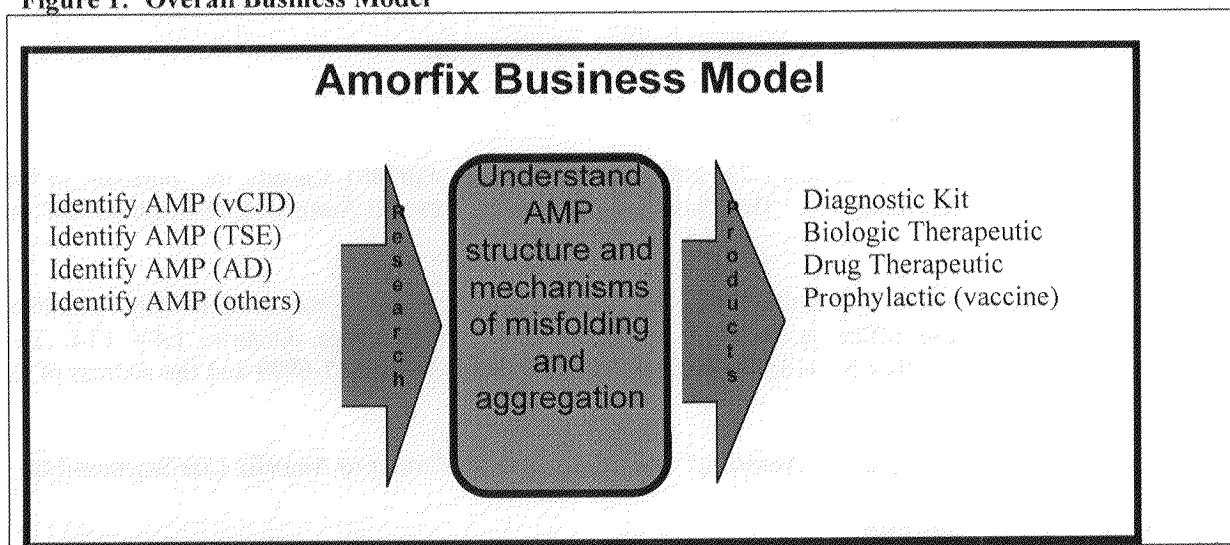 Figure 1: Overall Business Model
Amorfix Business Model
Identify AMP (vCJD)
Identify AMP (TSE)
Identify AMP (AD)
Identify AMP (others)
Research
Understand
AMP
structure and
mechanisms
of misfolding
and
aggregation
Products
Diagnostic Kit
Biologic Therapeutic
Drug Therapeutic
Prophylactic (vaccine)